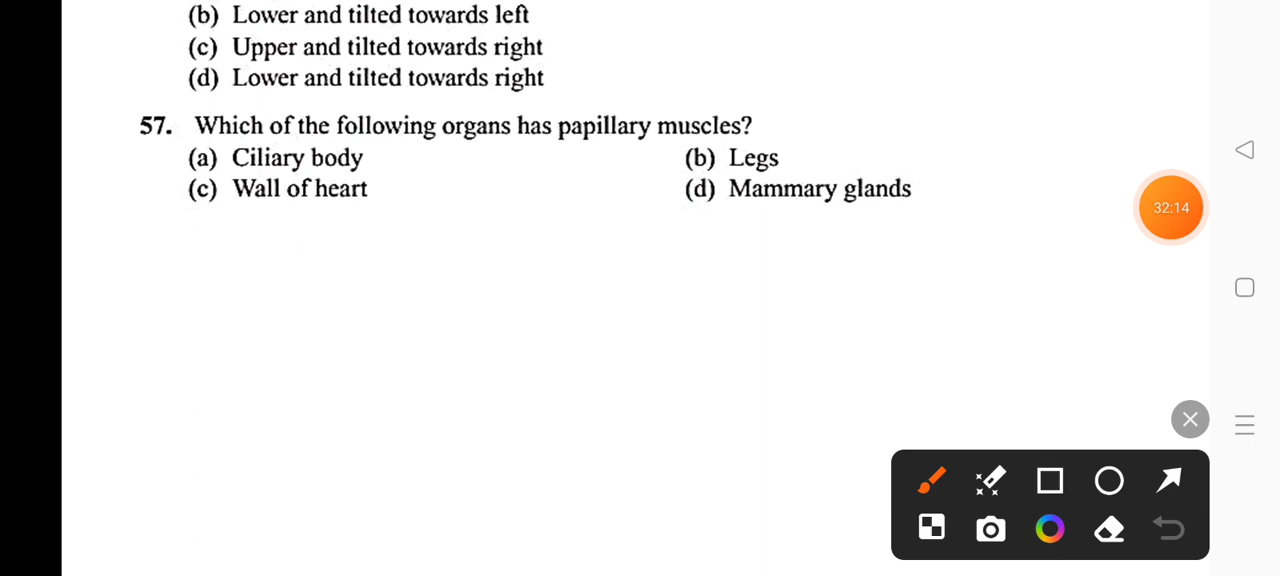 (b) Lower and tilted towards left
(c) Upper and tilted towards right
(d) Lower and tilted towards right
57. Which of the following organs has papillary muscles?
(a) Ciliary body (b) Legs
(c) Wall of heart (d) Mammary glands
32:14